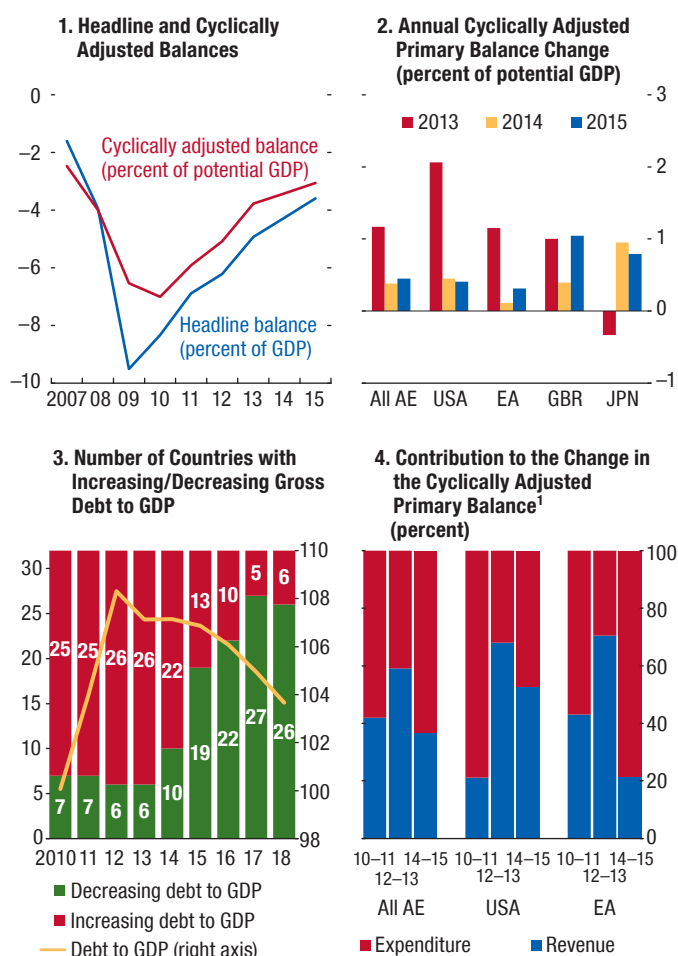 1. Headline and Cyclically
Adjusted Balances
0
–2
–4
–6
–8
–10
Cyclically adjusted balance
(percent of potential GDP)
Headline balance
(percent of GDP)
2007 08 09 10 11 12 13 14 15
2. Annual Cyclically Adjusted
Primary Balance Change
(percent of potential GDP)
2013 2014 2015
3
2
1
0
–1
All AE USA EA GBR JPN
3. Number of Countries with
Increasing/Decreasing Gross
Debt to GDP
30
25
20
15
10
5
0
25 25 26 26 22 13 10 5 6
7 7 6 6 10 19 22 27 26
110
108
106
104
102
100
98
2010 11 12 13 14 15 16 17 18
Decreasing debt to GDP
Increasing debt to GDP
Debt to GDP (right axis)
4. Contribution to the Change in
the Cyclically Adjusted
Primary Balance1
(percent)
100
80
60
40
20
0
10–11 14–15 10–11 14–15 10–11 14–15
12–13 12–13 12–13
All AE USA EA
Expenditure Revenue